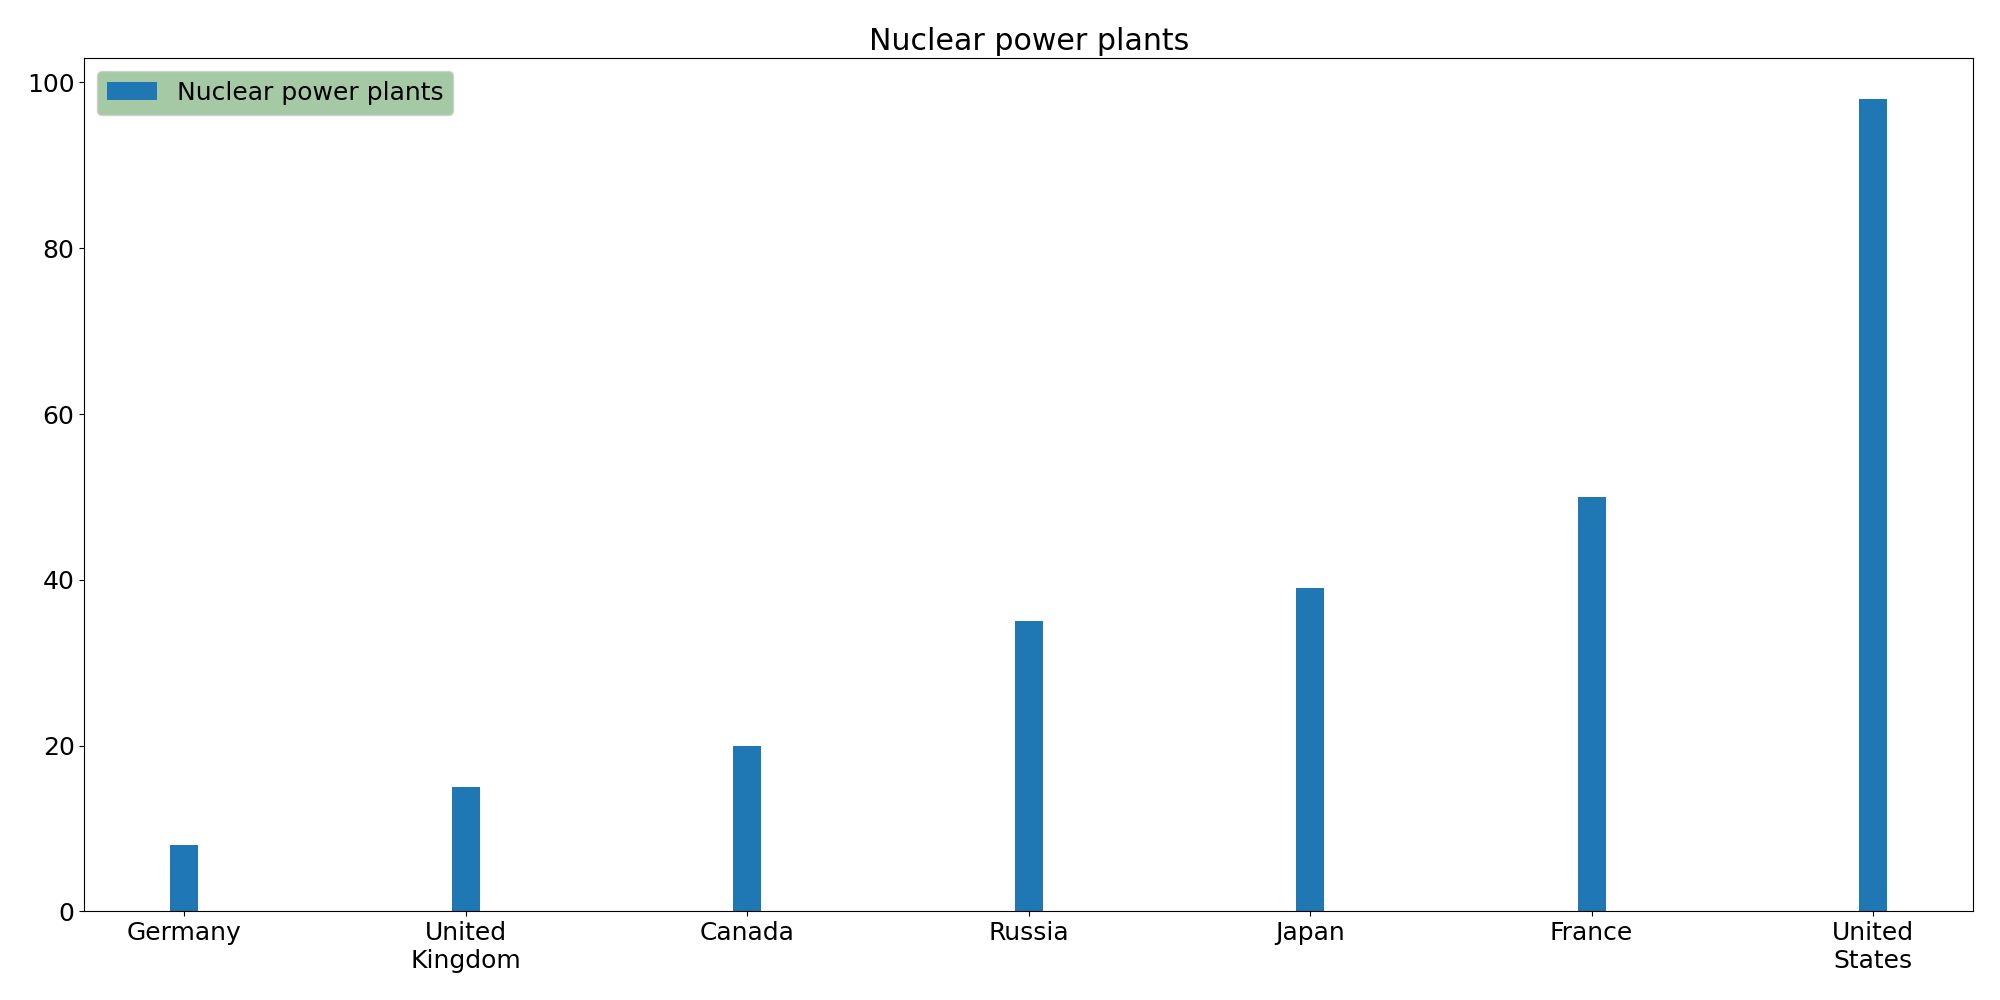 Nuclear power plants
Nuclear power plants
100
80
60
40
20
0
Germany
United
Kingdom
Canada
Russia
Japan
France
United
States